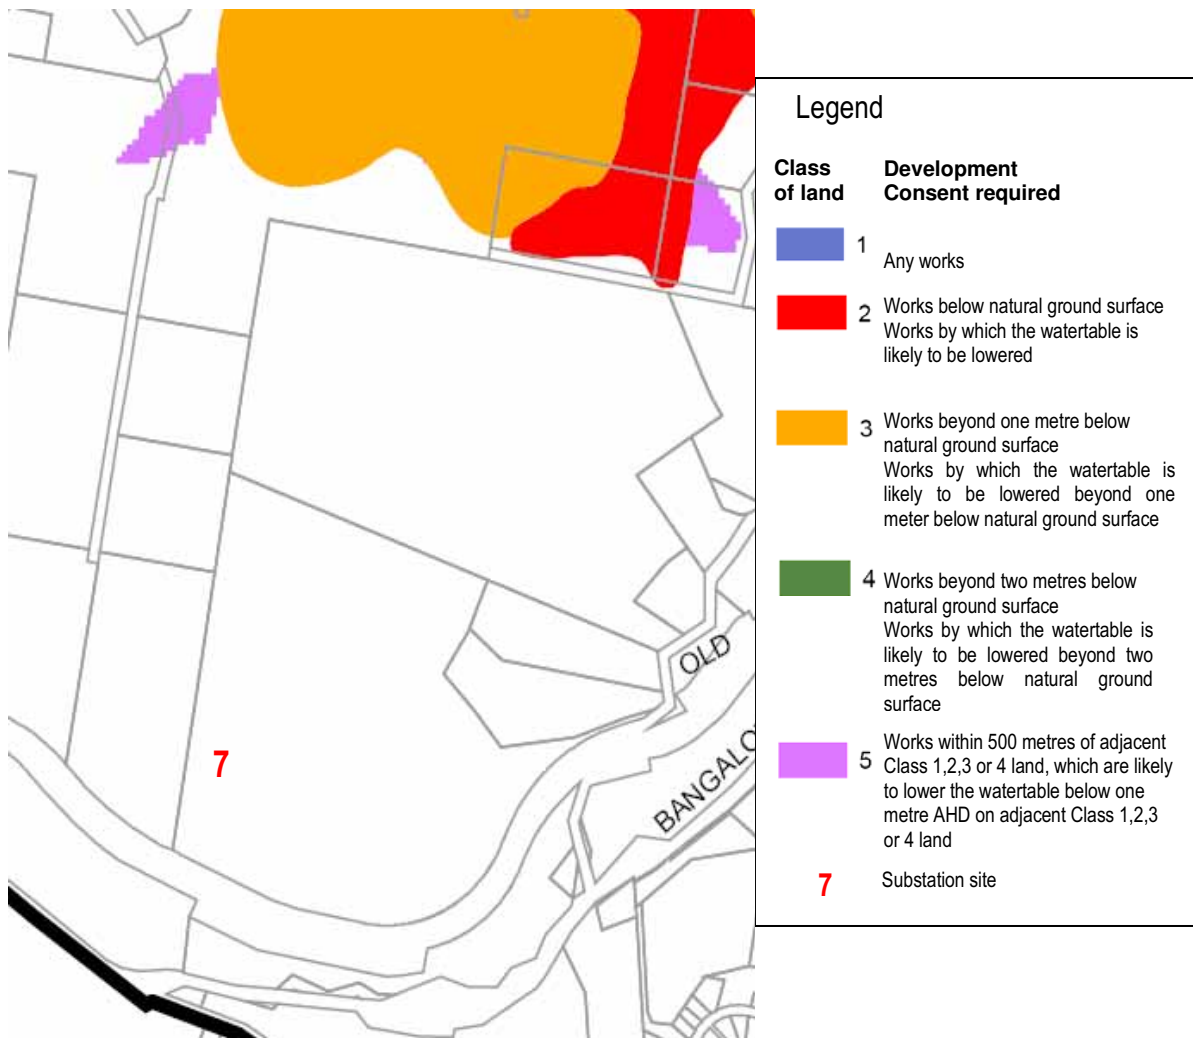 7
OLD
BANGALO
Legend
Class of land
Development Consent required
1
Any works
2
Works below natural ground surface
Works by which the watertable is
likely to be lowered
3
Works beyond one metre below
natural ground surface
Works by which the watertable is
likely to be lowered beyond one
meter below natural ground surface
4
Works beyond two metres below
natural ground surface
Works by which the watertable is
likely to be lowered beyond two
metres below natural ground
surface
5
Works within 500 metres of adjacent
Class 1,2,3 or 4 land, which are likely
to lower the watertable below one
metre AHD on adjacent Class 1,2,3
or 4 land
7
Substation site